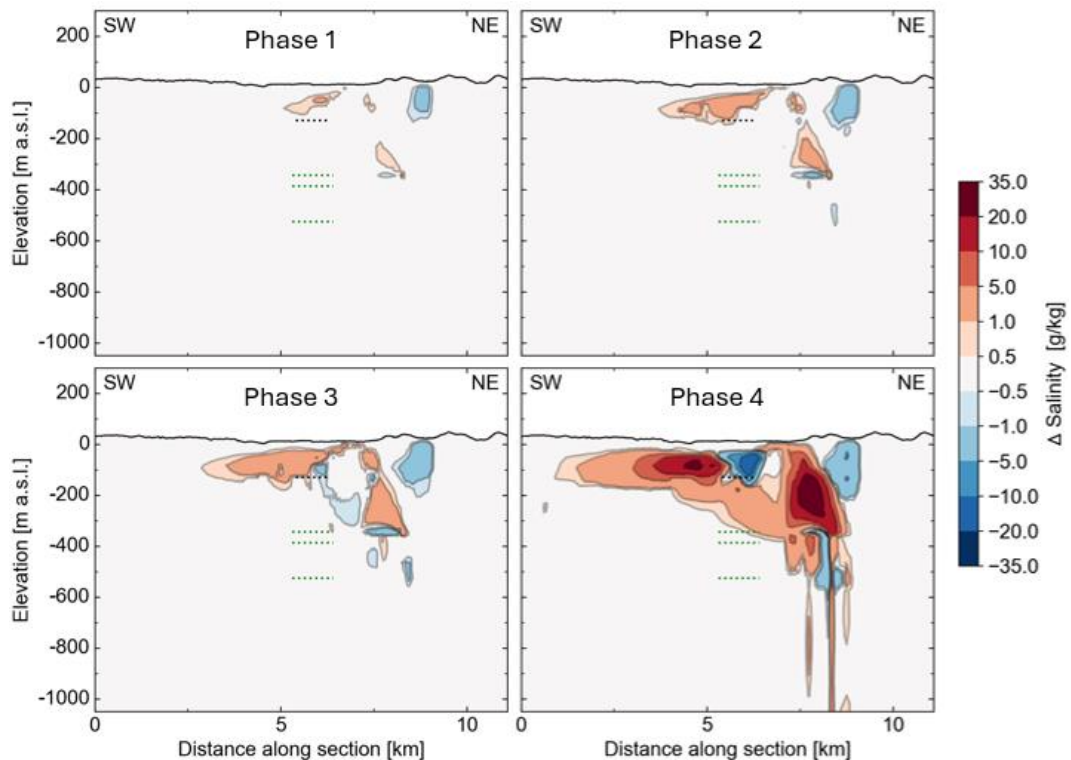 SW Phase 1 NE
SW Phase 2 NE
200
0
-200
-400
-600
-800
-1000
Elevation [m a.s.l.]
SW Phase 3 NE
SW Phase 4 NE
200
0
-200
-400
-600
-800
-1000
Elevation [m a.s.l.]
0 5 10
Distance along section [km]
0 5 10
Distance along section [km]
35.0
20.0
10.0
5.0
1.0
0.5
−0.5
−1.0
−5.0
−10.0
−20.0
−35.0
Δ Salinity [g/kg]